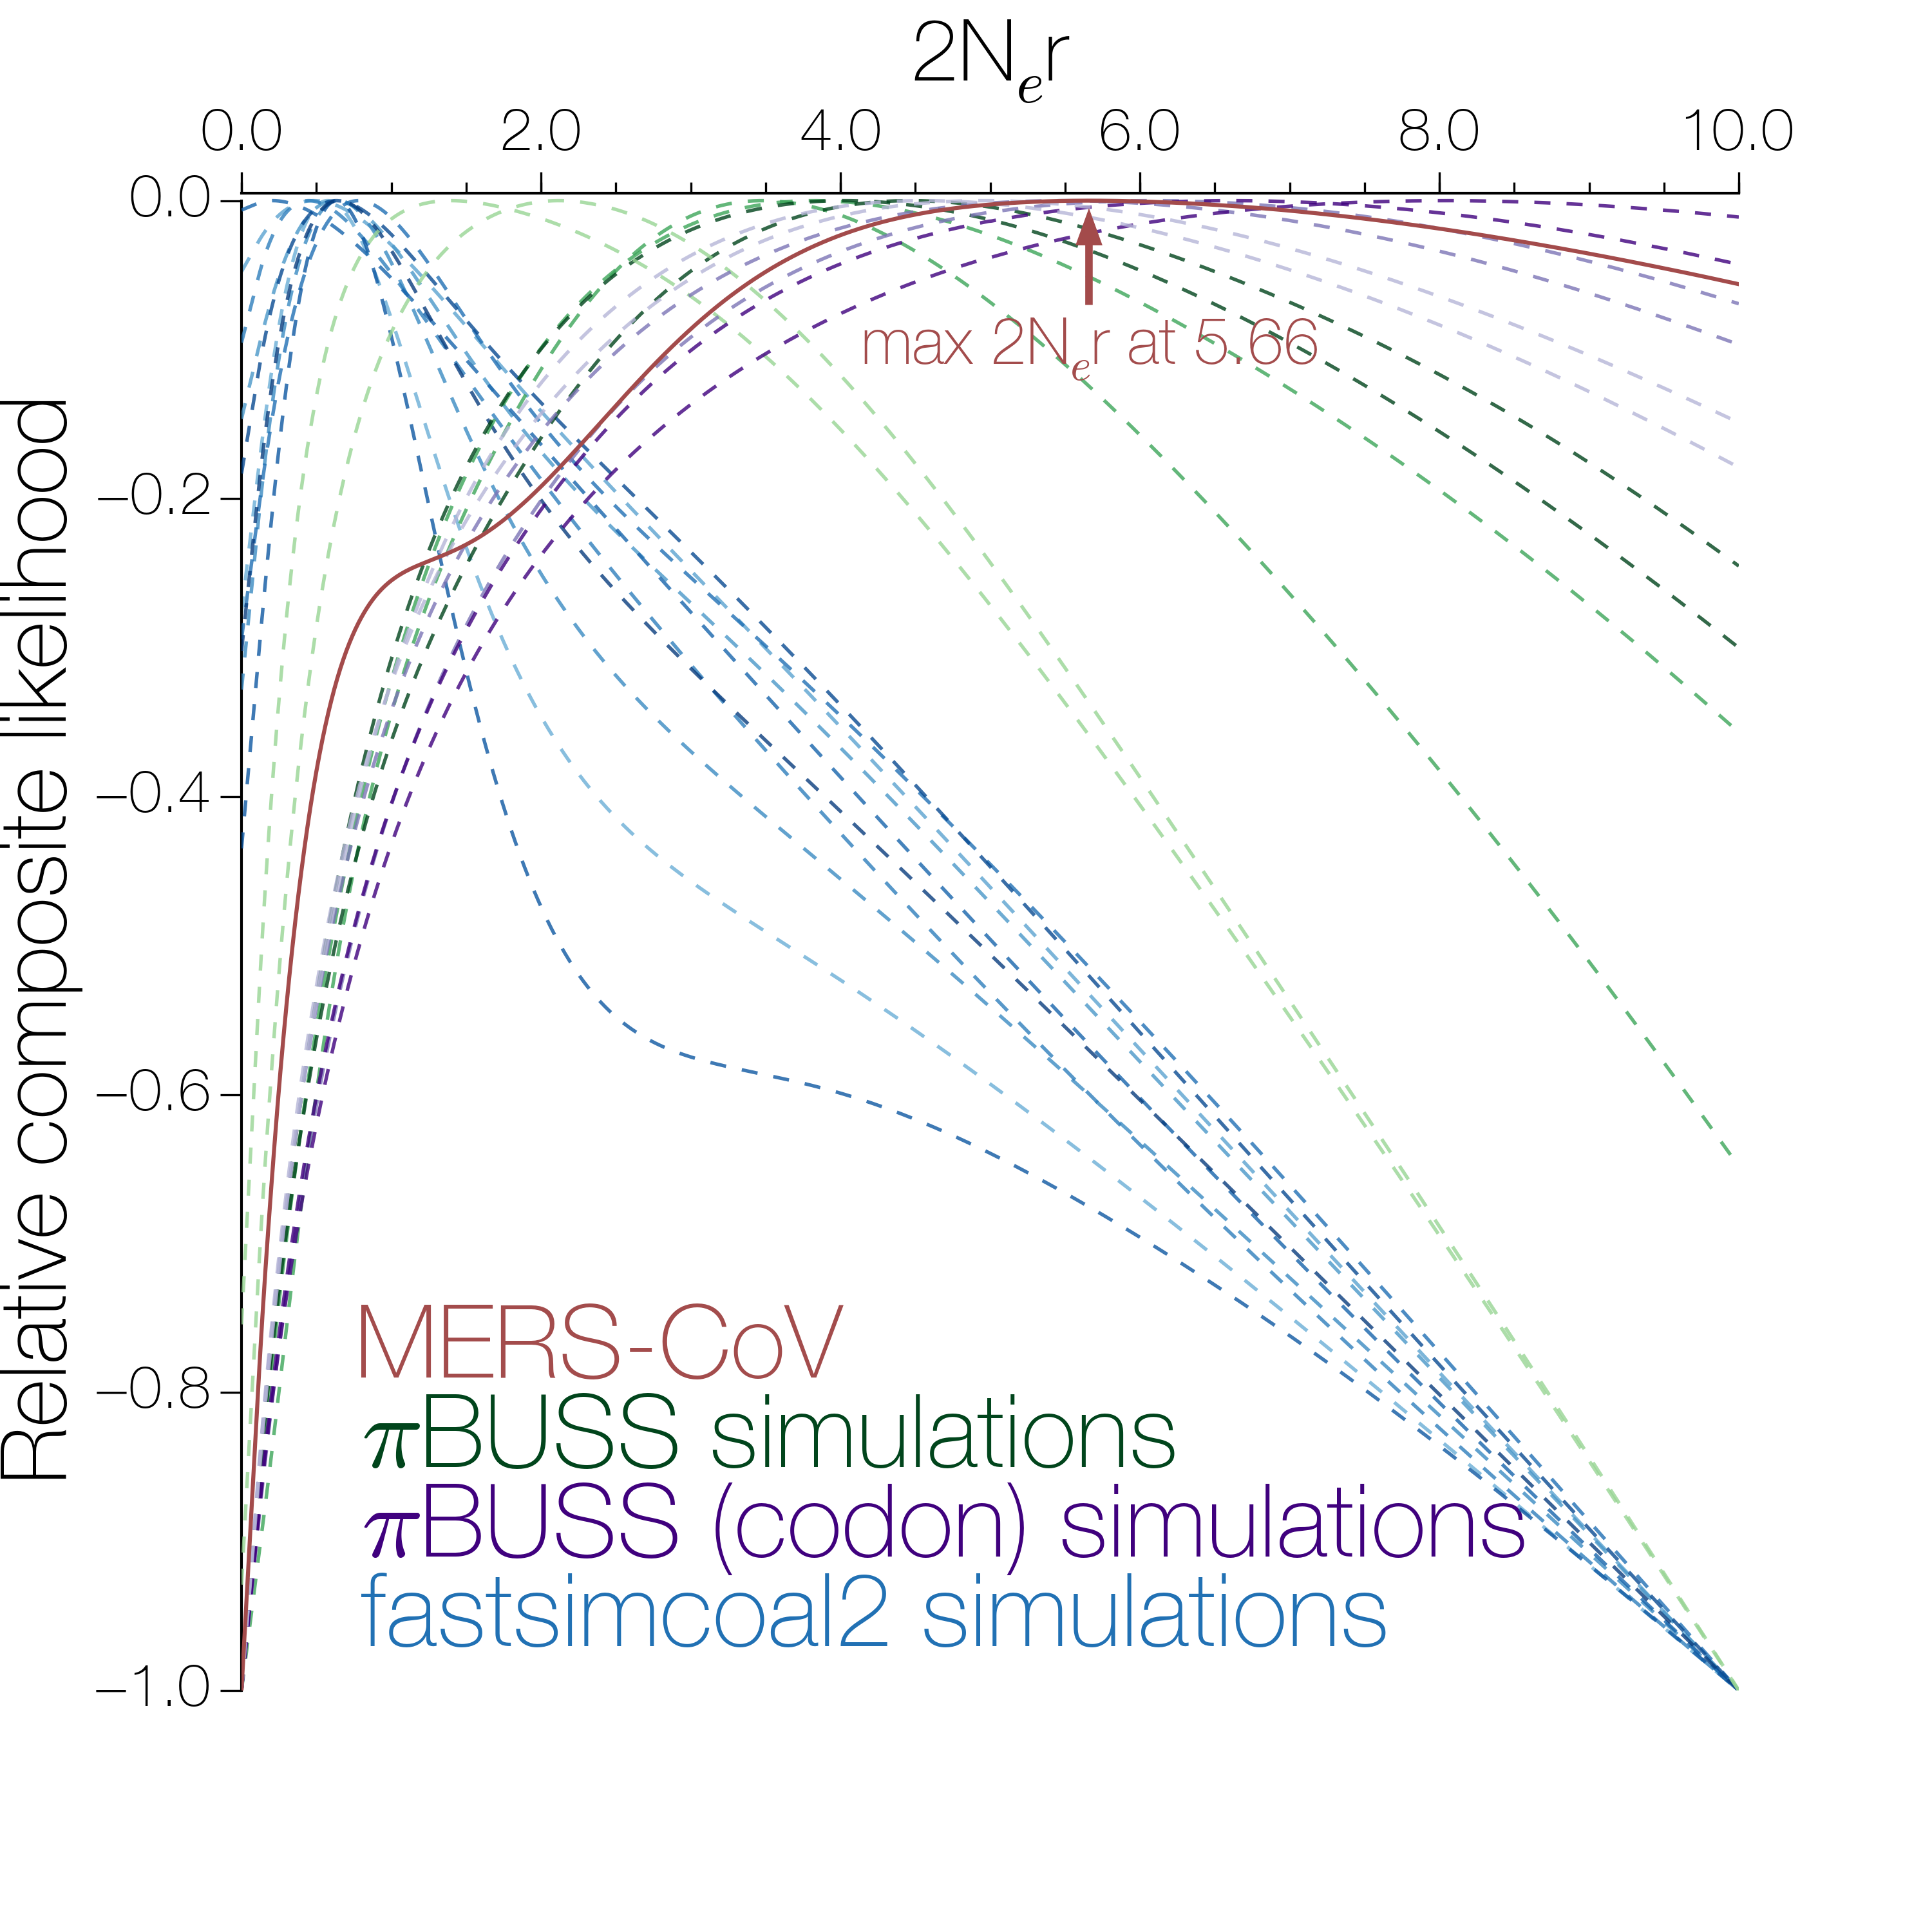 2Nₑr
0.0 2.0 4.0 6.0 8.0 10.0
0.0
−0.2
−0.4
−0.6
−0.8
−1.0
Relative composite likelihood
max 2Nₑr at 5.66
MERS-CoV
πBUSS simulations
πBUSS (codon) simulations
fastsimcoal2 simulations